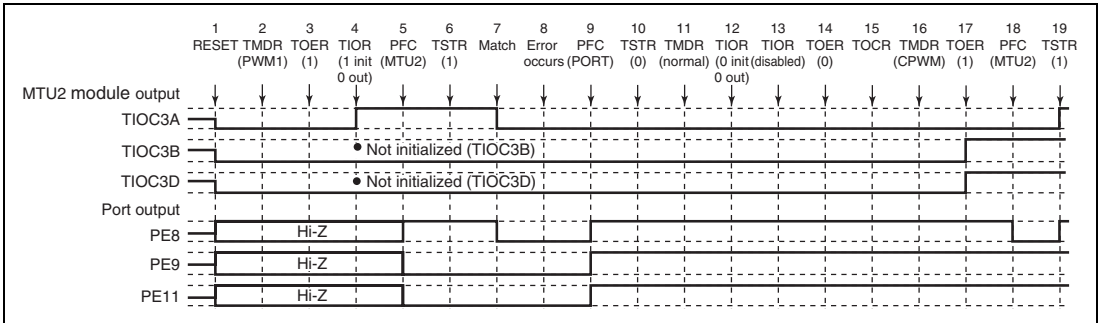 1 2 3 4 5 6 7 8 9 10 11 12 13 14 15 16 17 18 19
RESET TMDR TOER TIOR PFC TSTR Match Error PFC TSTR TMDR TIOR TIOR TOER TOCR TMDR TOER PFC TSTR
(PWM1) (1) (1 init (MTU2) (1) occurs (PORT) (0) (normal) (0 init (disabled) (0) (CPWM) (1) (MTU2) (1)
0 out) 0 out)
MTU2 module output
TIOC3A
TIOC3B • Not initialized (TIOC3B)
TIOC3D • Not initialized (TIOC3D)
Port output
PE8 Hi-Z
PE9 Hi-Z
PE11 Hi-Z